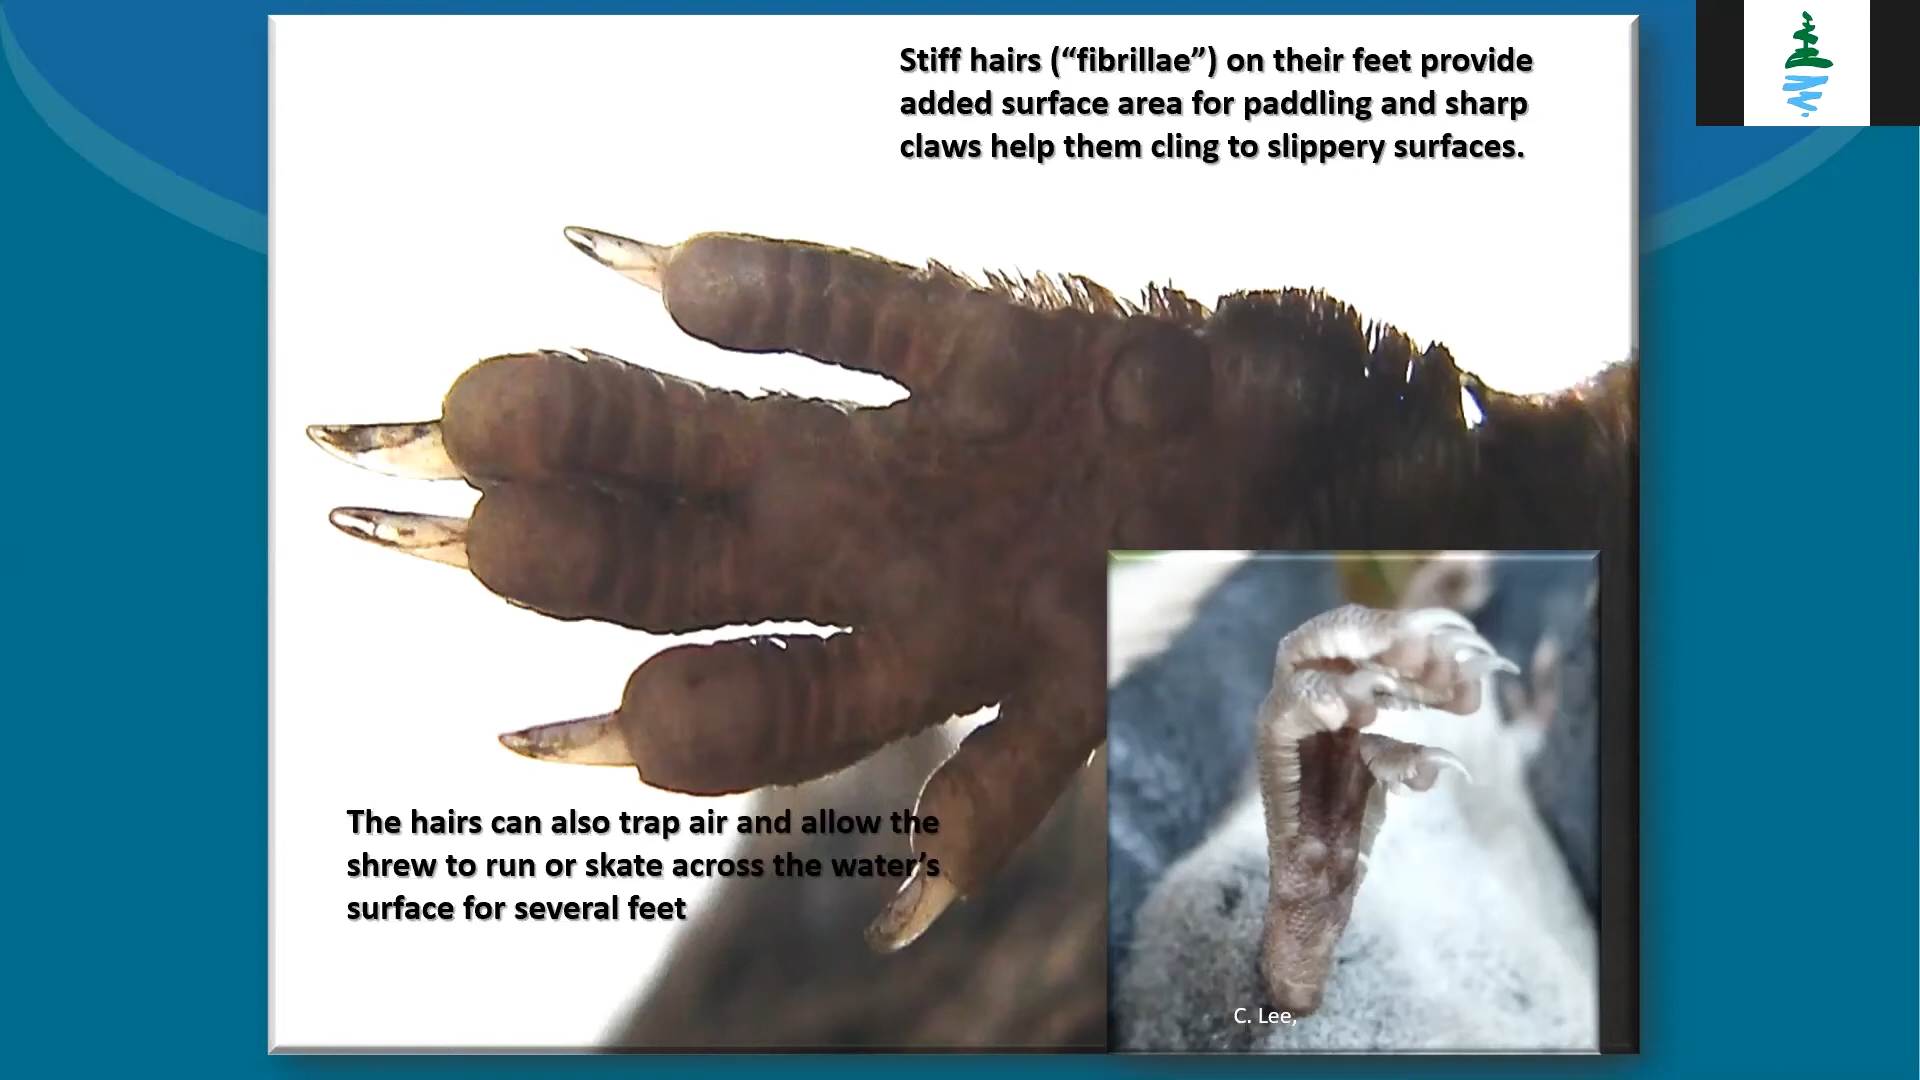 Stiff hairs (“fibrillae”) on their feet provide
added surface area for paddling and sharp
claws help them cling to slippery surfaces.
The hairs can also trap air and allow the
shrew to run or skate across the water’s
surface for several feet
C. Lee,